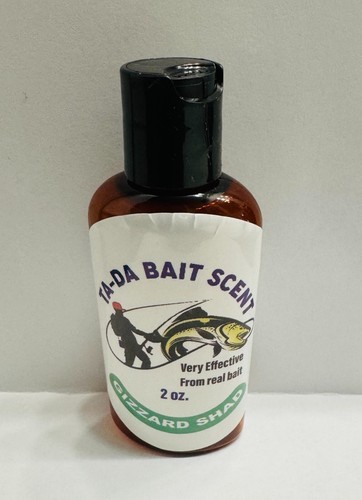 TA-DA BAIT SCENT
Very Effective
From real bait
2 oz.
GIZZARD SHAD